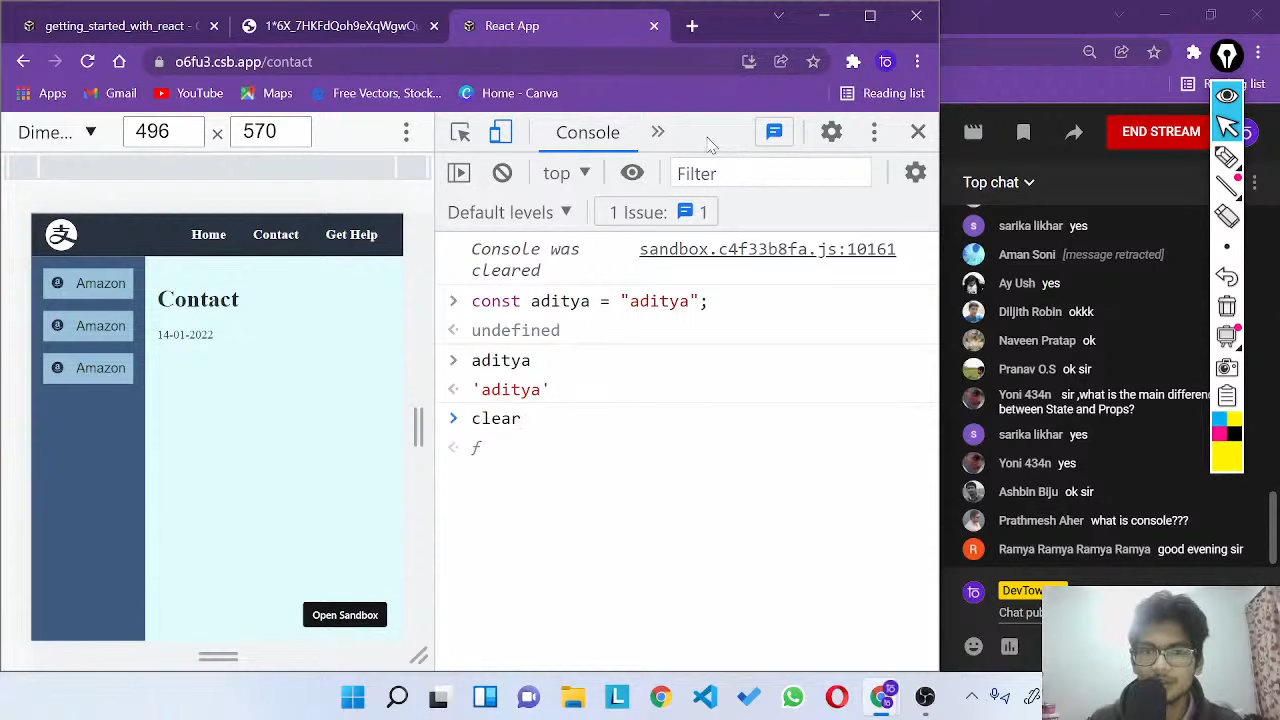 getting_started_with_react -
1*6X_7HKFdQoh9eXqWgwQu
React App
o6fu3.csb.app/contact
Apps
Gmail
YouTube
Maps
Free Vectors, Stock...
Home - Canva
Reading list
Dime...
496
×
570
Console
top
Filter
Default levels
1 Issue:
1
Console was
cleared
sandbox.c4f33b8fa.js:10161
const aditya = "aditya";
undefined
aditya
'aditya'
clear
f
支
Home
Contact
Get Help
Amazon
Amazon
Amazon
Contact
14-01-2022
Open Sandbox
Reading list
END STREAM
Top chat
sarika likhar yes
Aman Soni [message retracted]
Ay Ush yes
Diljith Robin okkk
Naveen Pratap ok
Pranav O.S ok sir
Yoni 434n sir ,what is the main
between State and Props?
sarika likhar yes
Yoni 434n yes
Ashbin Biju ok sir
Prathmesh Aher what is console???
Ramya Ramya Ramya Ramya good evening sir
Chat